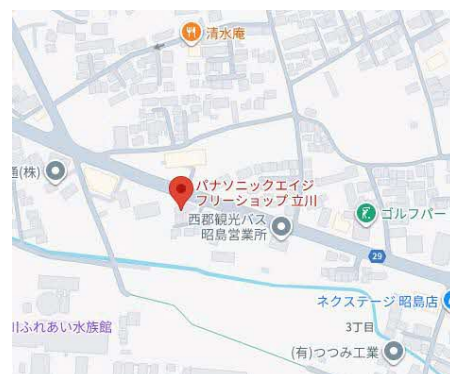 清水庵
通(株)
パナソニックエイジ
フリーショップ 立川
西郡観光バス
昭島営業所
ゴルフバー
29
ネクステージ 昭島店
川ふれあい水族館
3丁目
(有)つつみ工業